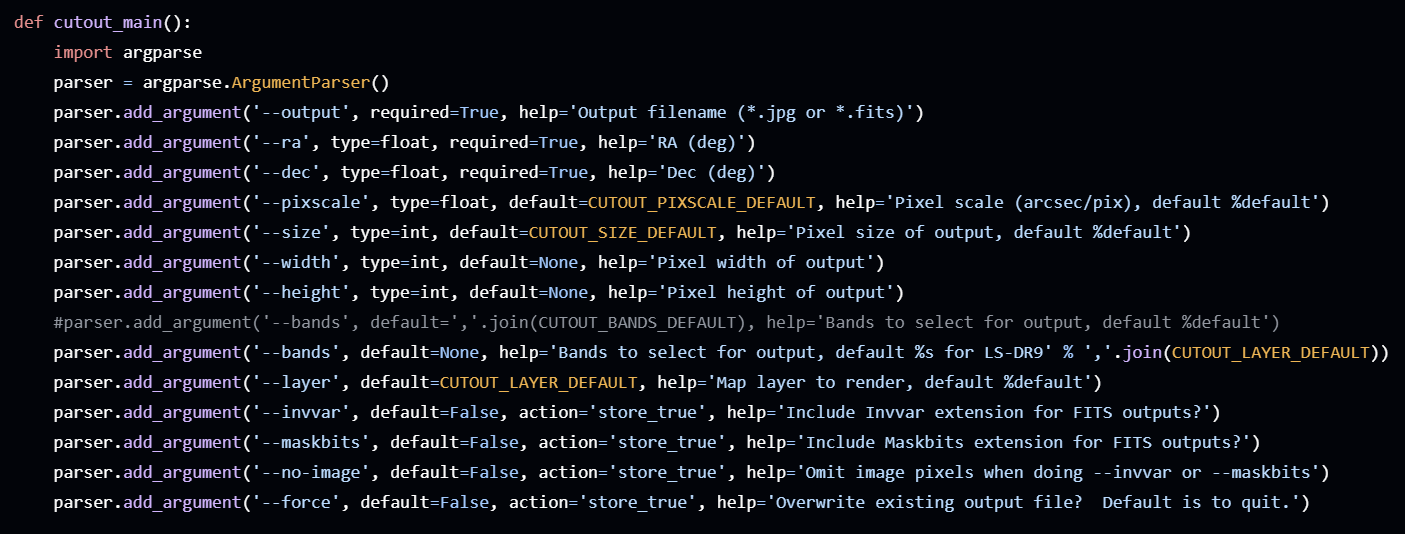 def cutout_main():
    import argparse
    parser = argparse.ArgumentParser()
    parser.add_argument('--output', required=True, help='Output filename (*.jpg or *.fits)')
    parser.add_argument('--ra', type=float, required=True, help='RA (deg)')
    parser.add_argument('--dec', type=float, required=True, help='Dec (deg)')
    parser.add_argument('--pixscale', type=float, default=CUTOUT_PIXSCALE_DEFAULT, help='Pixel scale (arcsec/pix), default %default')
    parser.add_argument('--size', type=int, default=CUTOUT_SIZE_DEFAULT, help='Pixel size of output, default %default')
    parser.add_argument('--width', type=int, default=None, help='Pixel width of output')
    parser.add_argument('--height', type=int, default=None, help='Pixel height of output')
    #parser.add_argument('--bands', default=','.join(CUTOUT_BANDS_DEFAULT), help='Bands to select for output, default %default')
    parser.add_argument('--bands', default=None, help='Bands to select for output, default %s for LS-DR9' % ','.join(CUTOUT_LAYER_DEFAULT))
    parser.add_argument('--layer', default=CUTOUT_LAYER_DEFAULT, help='Map layer to render, default %default')
    parser.add_argument('--invvar', default=False, action='store_true', help='Include Invvar extension for FITS outputs?')
    parser.add_argument('--maskbits', default=False, action='store_true', help='Include Maskbits extension for FITS outputs?')
    parser.add_argument('--no-image', default=False, action='store_true', help='Omit image pixels when doing --invvar or --maskbits')
    parser.add_argument('--force', default=False, action='store_true', help='Overwrite existing output file?  Default is to quit.')